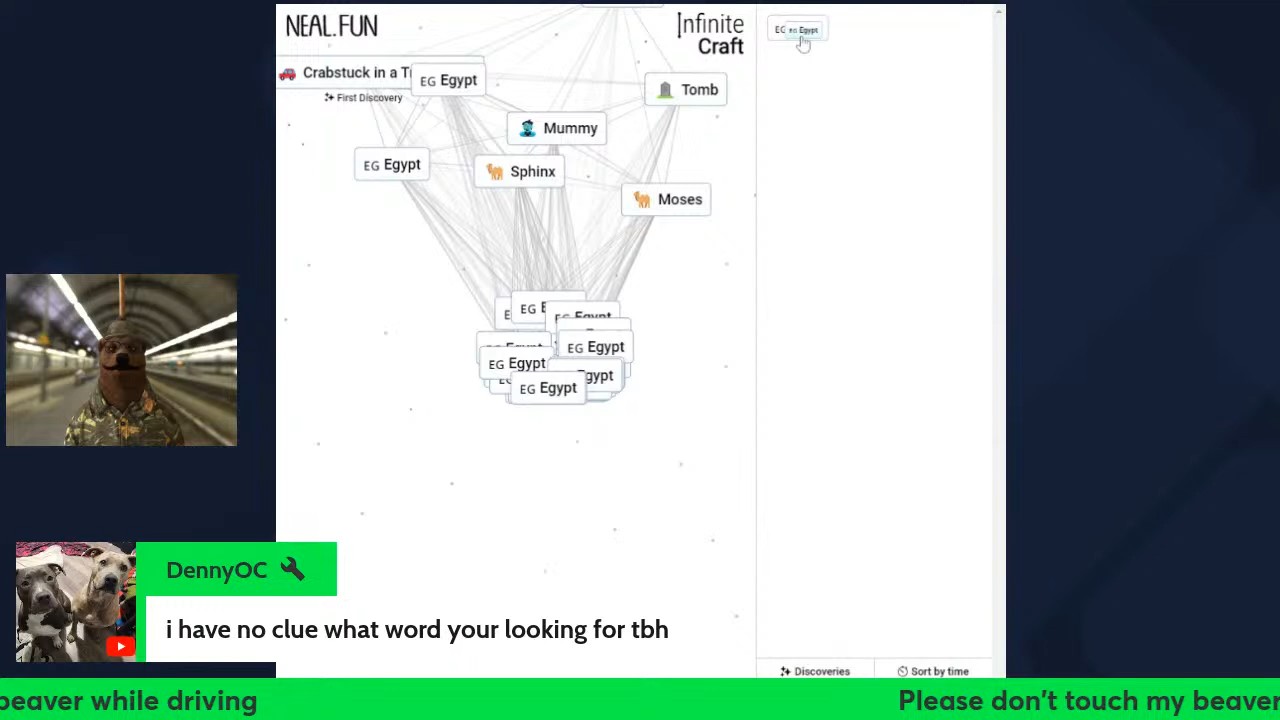 NEAL.FUN
Infinite
Craft
Crabstuck in a
First Discovery
EG Egypt
Tomb
Mummy
EG Egypt
Sphinx
Moses
EG
Egypt
EG Egypt
EG Egypt
EG Egypt
EG Egypt
Discoveries
Sort by time
DennyOC
i have no clue what word your looking for tbh
beaver while driving
Please don't touch my beaver